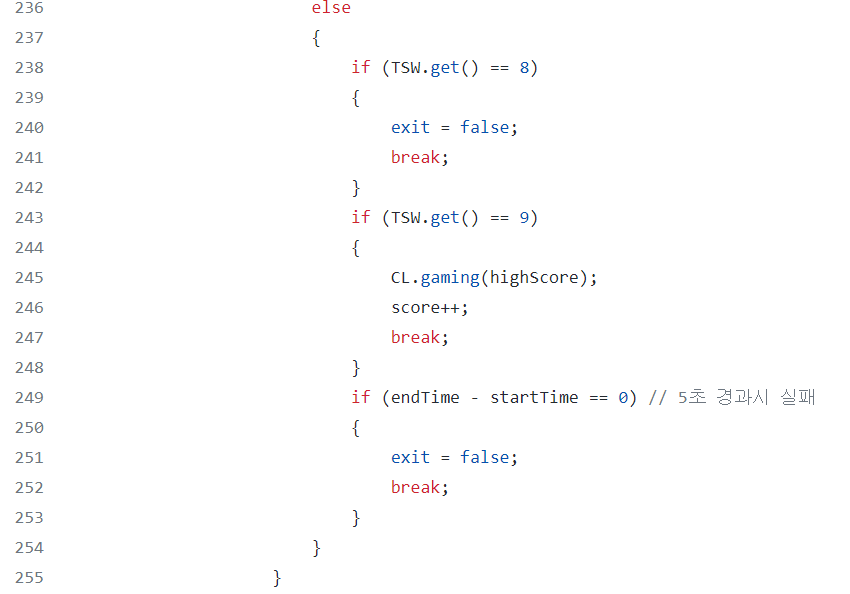 236 else
237 {
238 if (TSW.get() == 8)
239 {
240 exit = false;
241 break;
242 }
243 if (TSW.get() == 9)
244 {
245 CL.gaming(highScore);
246 score++;
247 break;
248 }
249 if (endTime - startTime == 0) // 5초 경과시 실패
250 {
251 exit = false;
252 break;
253 }
254 }
255 }